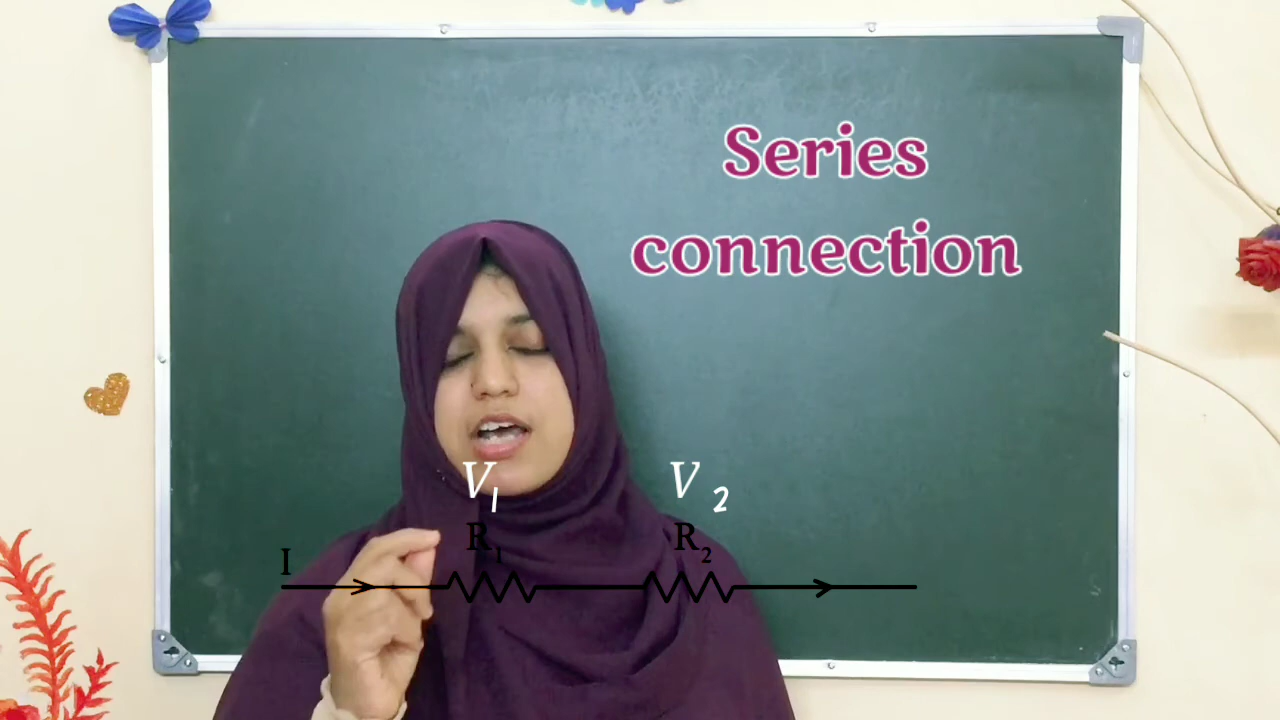 Series
connection
V₁ V₂
R₁ R₂
I